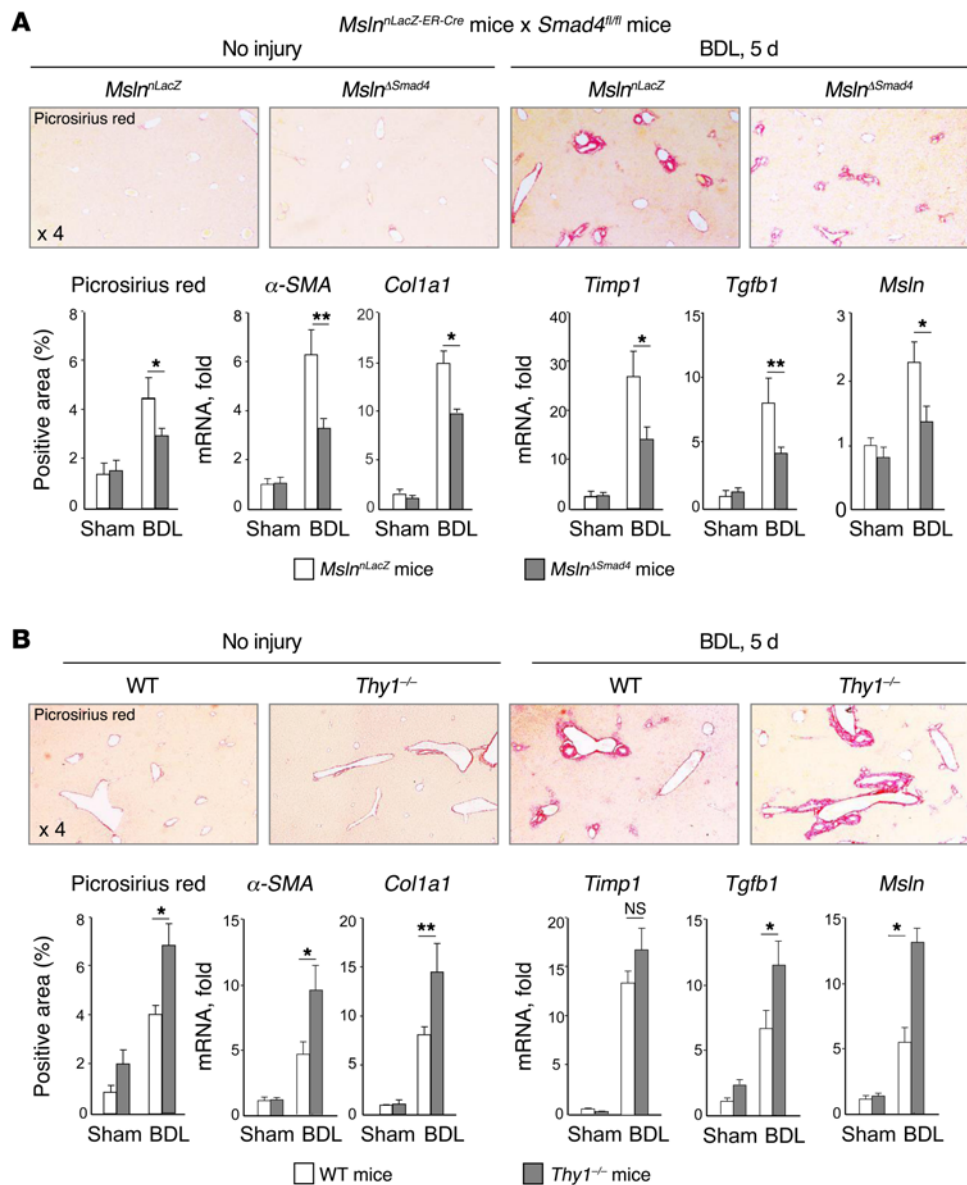 A
Msln^nLacZ-ER-Cre mice x Smad4^fl/fl mice
No injury
BDL, 5 d
Msln^nLacZ
Msln^ΔSmad4
Msln^nLacZ
Msln^ΔSmad4
Picrosirius red
x 4
Picrosirius red
α-SMA
Col1a1
Timp1
Tgfb1
Msln
Positive area (%)
8
6
4
2
0
*
Sham BDL
mRNA, fold
8
6
4
2
0
**
Sham BDL
20
15
10
5
0
*
Sham BDL
mRNA, fold
40
30
20
10
0
*
Sham BDL
15
10
5
0
**
Sham BDL
3
2
1
0
*
Sham BDL
Msln^nLacZ mice
Msln^ΔSmad4 mice
B
No injury
BDL, 5 d
WT
Thy1^–/–
WT
Thy1^–/–
Picrosirius red
x 4
Picrosirius red
α-SMA
Col1a1
Timp1
Tgfb1
Msln
Positive area (%)
8
6
4
2
0
*
Sham BDL
mRNA, fold
15
10
5
0
*
Sham BDL
20
15
10
5
0
**
Sham BDL
mRNA, fold
20
15
10
5
0
NS
Sham BDL
15
10
5
0
*
Sham BDL
15
10
5
0
*
Sham BDL
WT mice
Thy1^–/– mice